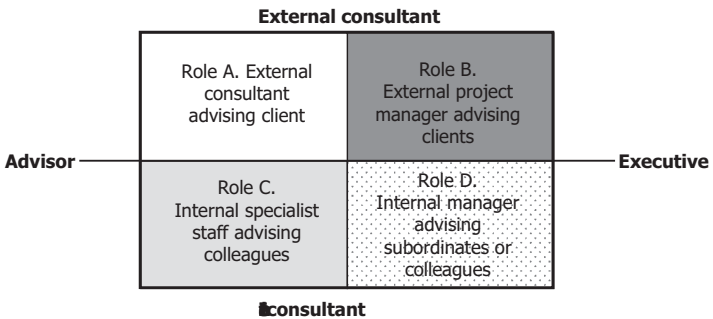 External consultant
Role A. External
consultant
advising client
Role B.
External project
manager advising
clients
Advisor
Executive
Role C.
Internal specialist
staff advising
colleagues
Role D.
Internal manager
advising
subordinates or
colleagues
consultant